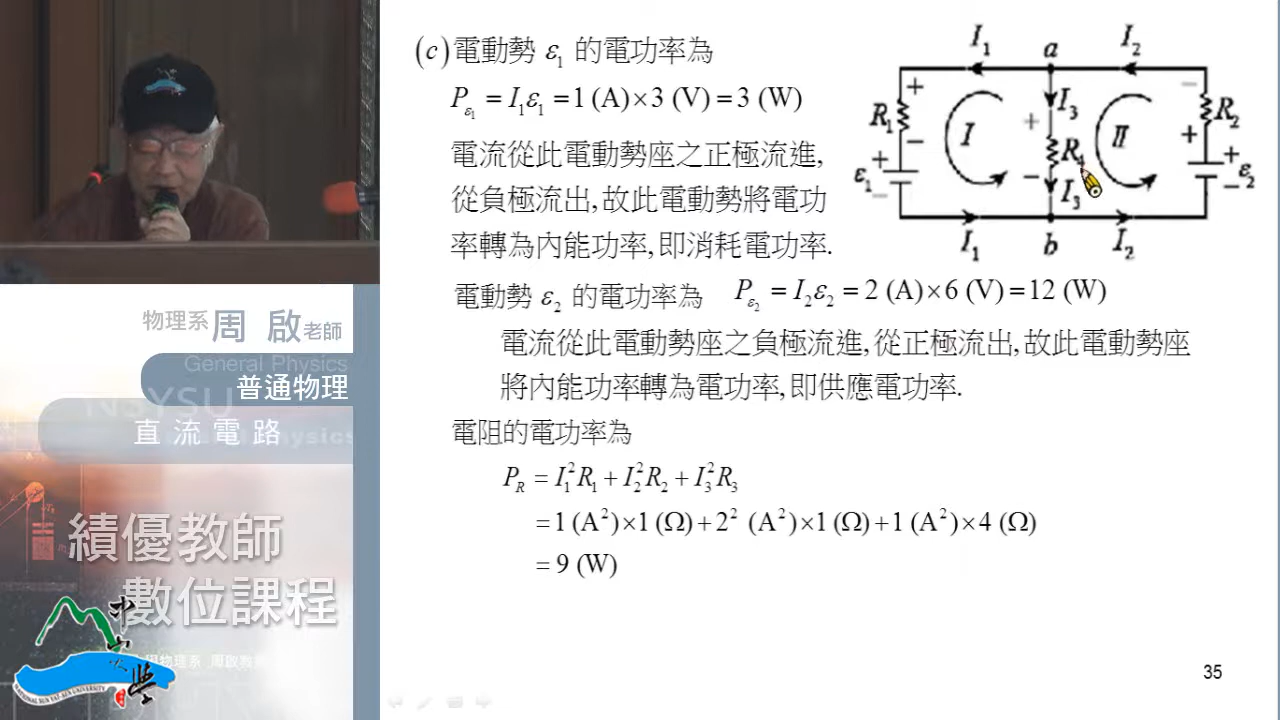 (c) 電動勢 ε₁ 的電功率為
P_ε₁ = I₁ε₁ = 1 (A)×3 (V) = 3 (W)
電流從此電動勢座之正極流進,
從負極流出,故此電動勢將電功
率轉為內能功率,即消耗電功率.
電動勢 ε₂ 的電功率為 P_ε₂ = I₂ε₂ = 2 (A)×6 (V) = 12 (W)
電流從此電動勢座之負極流進,從正極流出,故此電動勢座
將內能功率轉為電功率,即供應電功率.
電阻的電功率為
P_R = I₁²R₁ + I₂²R₂ + I₃²R₃
= 1 (A²)×1 (Ω) + 2² (A²)×1 (Ω) + 1 (A²)×4 (Ω)
= 9 (W)
I₁ a I₂
R₁ + − I + I₃ R − I₃ II − + R₂
ε₁ + − + − ε₂
I₁ b I₂
35
物理系 周 啟 老師
General Physics
普通物理
NSYSU
直流電路
績優教師
數位課程
NATIONAL SUN YAT-SEN UNIVERSITY